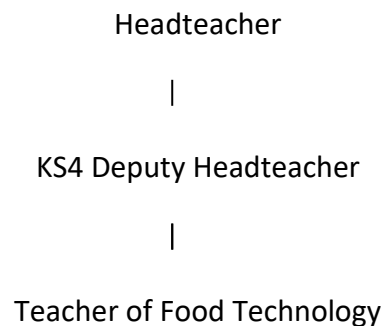 Headteacher
|
KS4 Deputy Headteacher
|
Teacher of Food Technology